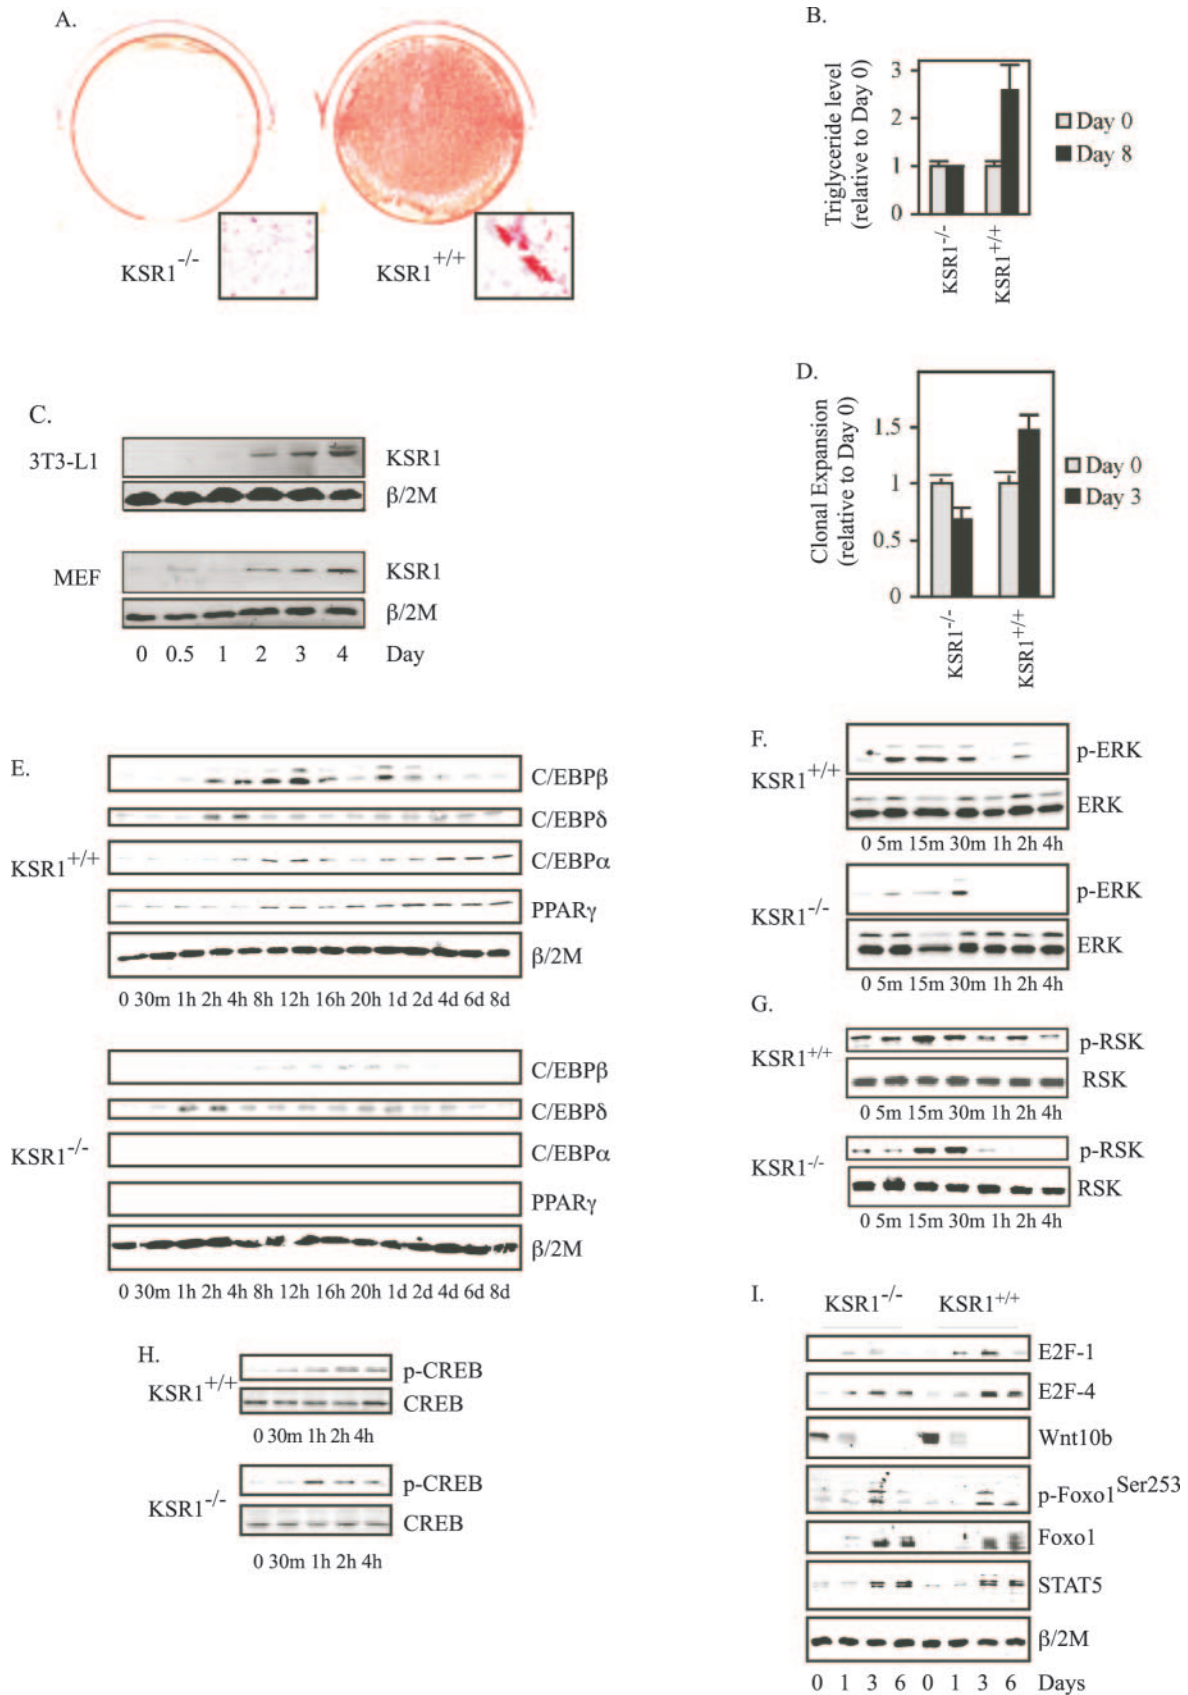 A.
KSR1-/-
KSR1+/+
B.
Triglyceride level
(relative to Day 0)
3
2
1
0
KSR1-/-
KSR1+/+
Day 0
Day 8
C.
3T3-L1
KSR1
β/2M
MEF
KSR1
β/2M
0 0.5 1 2 3 4 Day
D.
Clonal Expansion
(relative to Day 0)
1.5
1
0.5
0
KSR1-/-
KSR1+/+
Day 0
Day 3
E.
KSR1+/+
C/EBPβ
C/EBPδ
C/EBPα
PPARγ
β/2M
0 30m 1h 2h 4h 8h 12h 16h 20h 1d 2d 4d 6d 8d
KSR1-/-
C/EBPβ
C/EBPδ
C/EBPα
PPARγ
β/2M
0 30m 1h 2h 4h 8h 12h 16h 20h 1d 2d 4d 6d 8d
F.
KSR1+/+
p-ERK
ERK
0 5m 15m 30m 1h 2h 4h
KSR1-/-
p-ERK
ERK
0 5m 15m 30m 1h 2h 4h
G.
KSR1+/+
p-RSK
RSK
0 5m 15m 30m 1h 2h 4h
KSR1-/-
p-RSK
RSK
0 5m 15m 30m 1h 2h 4h
H.
KSR1+/+
p-CREB
CREB
0 30m 1h 2h 4h
KSR1-/-
p-CREB
CREB
0 30m 1h 2h 4h
I.
KSR1-/- KSR1+/+
E2F-1
E2F-4
Wnt10b
p-Foxo1Ser253
Foxo1
STAT5
β/2M
0 1 3 6 0 1 3 6 Days